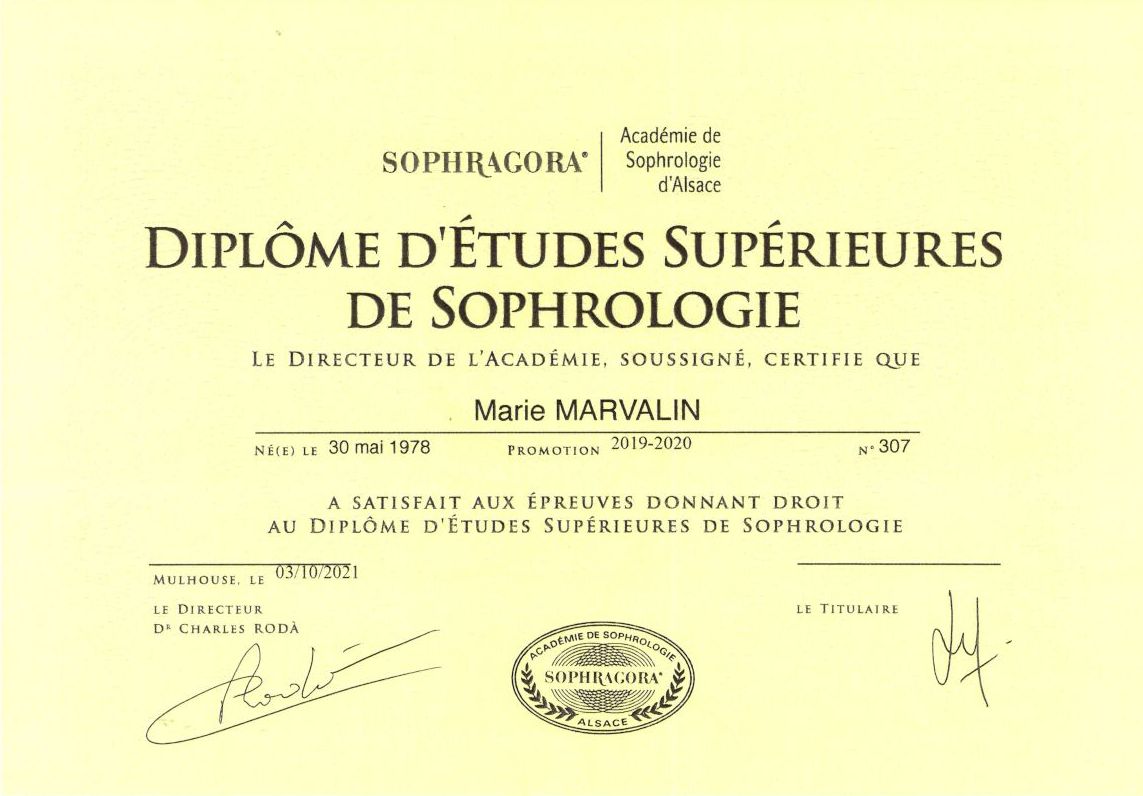 SOPHRAGORA®
Académie de
Sophrologie
d'Alsace
DIPLÔME D'ÉTUDES SUPÉRIEURES
DE SOPHROLOGIE
LE DIRECTEUR DE L'ACADÉMIE, SOUSSIGNÉ, CERTIFIE QUE
Marie MARVALIN
NÉ(E) LE 30 mai 1978 PROMOTION 2019-2020 N° 307
A SATISFAIT AUX ÉPREUVES DONNANT DROIT
AU DIPLÔME D'ÉTUDES SUPÉRIEURES DE SOPHROLOGIE
MULHOUSE, LE 03/10/2021
LE DIRECTEUR
DR CHARLES RODÀ
LE TITULAIRE
ACADÉMIE DE SOPHROLOGIE
SOPHRAGORA®
ALSACE